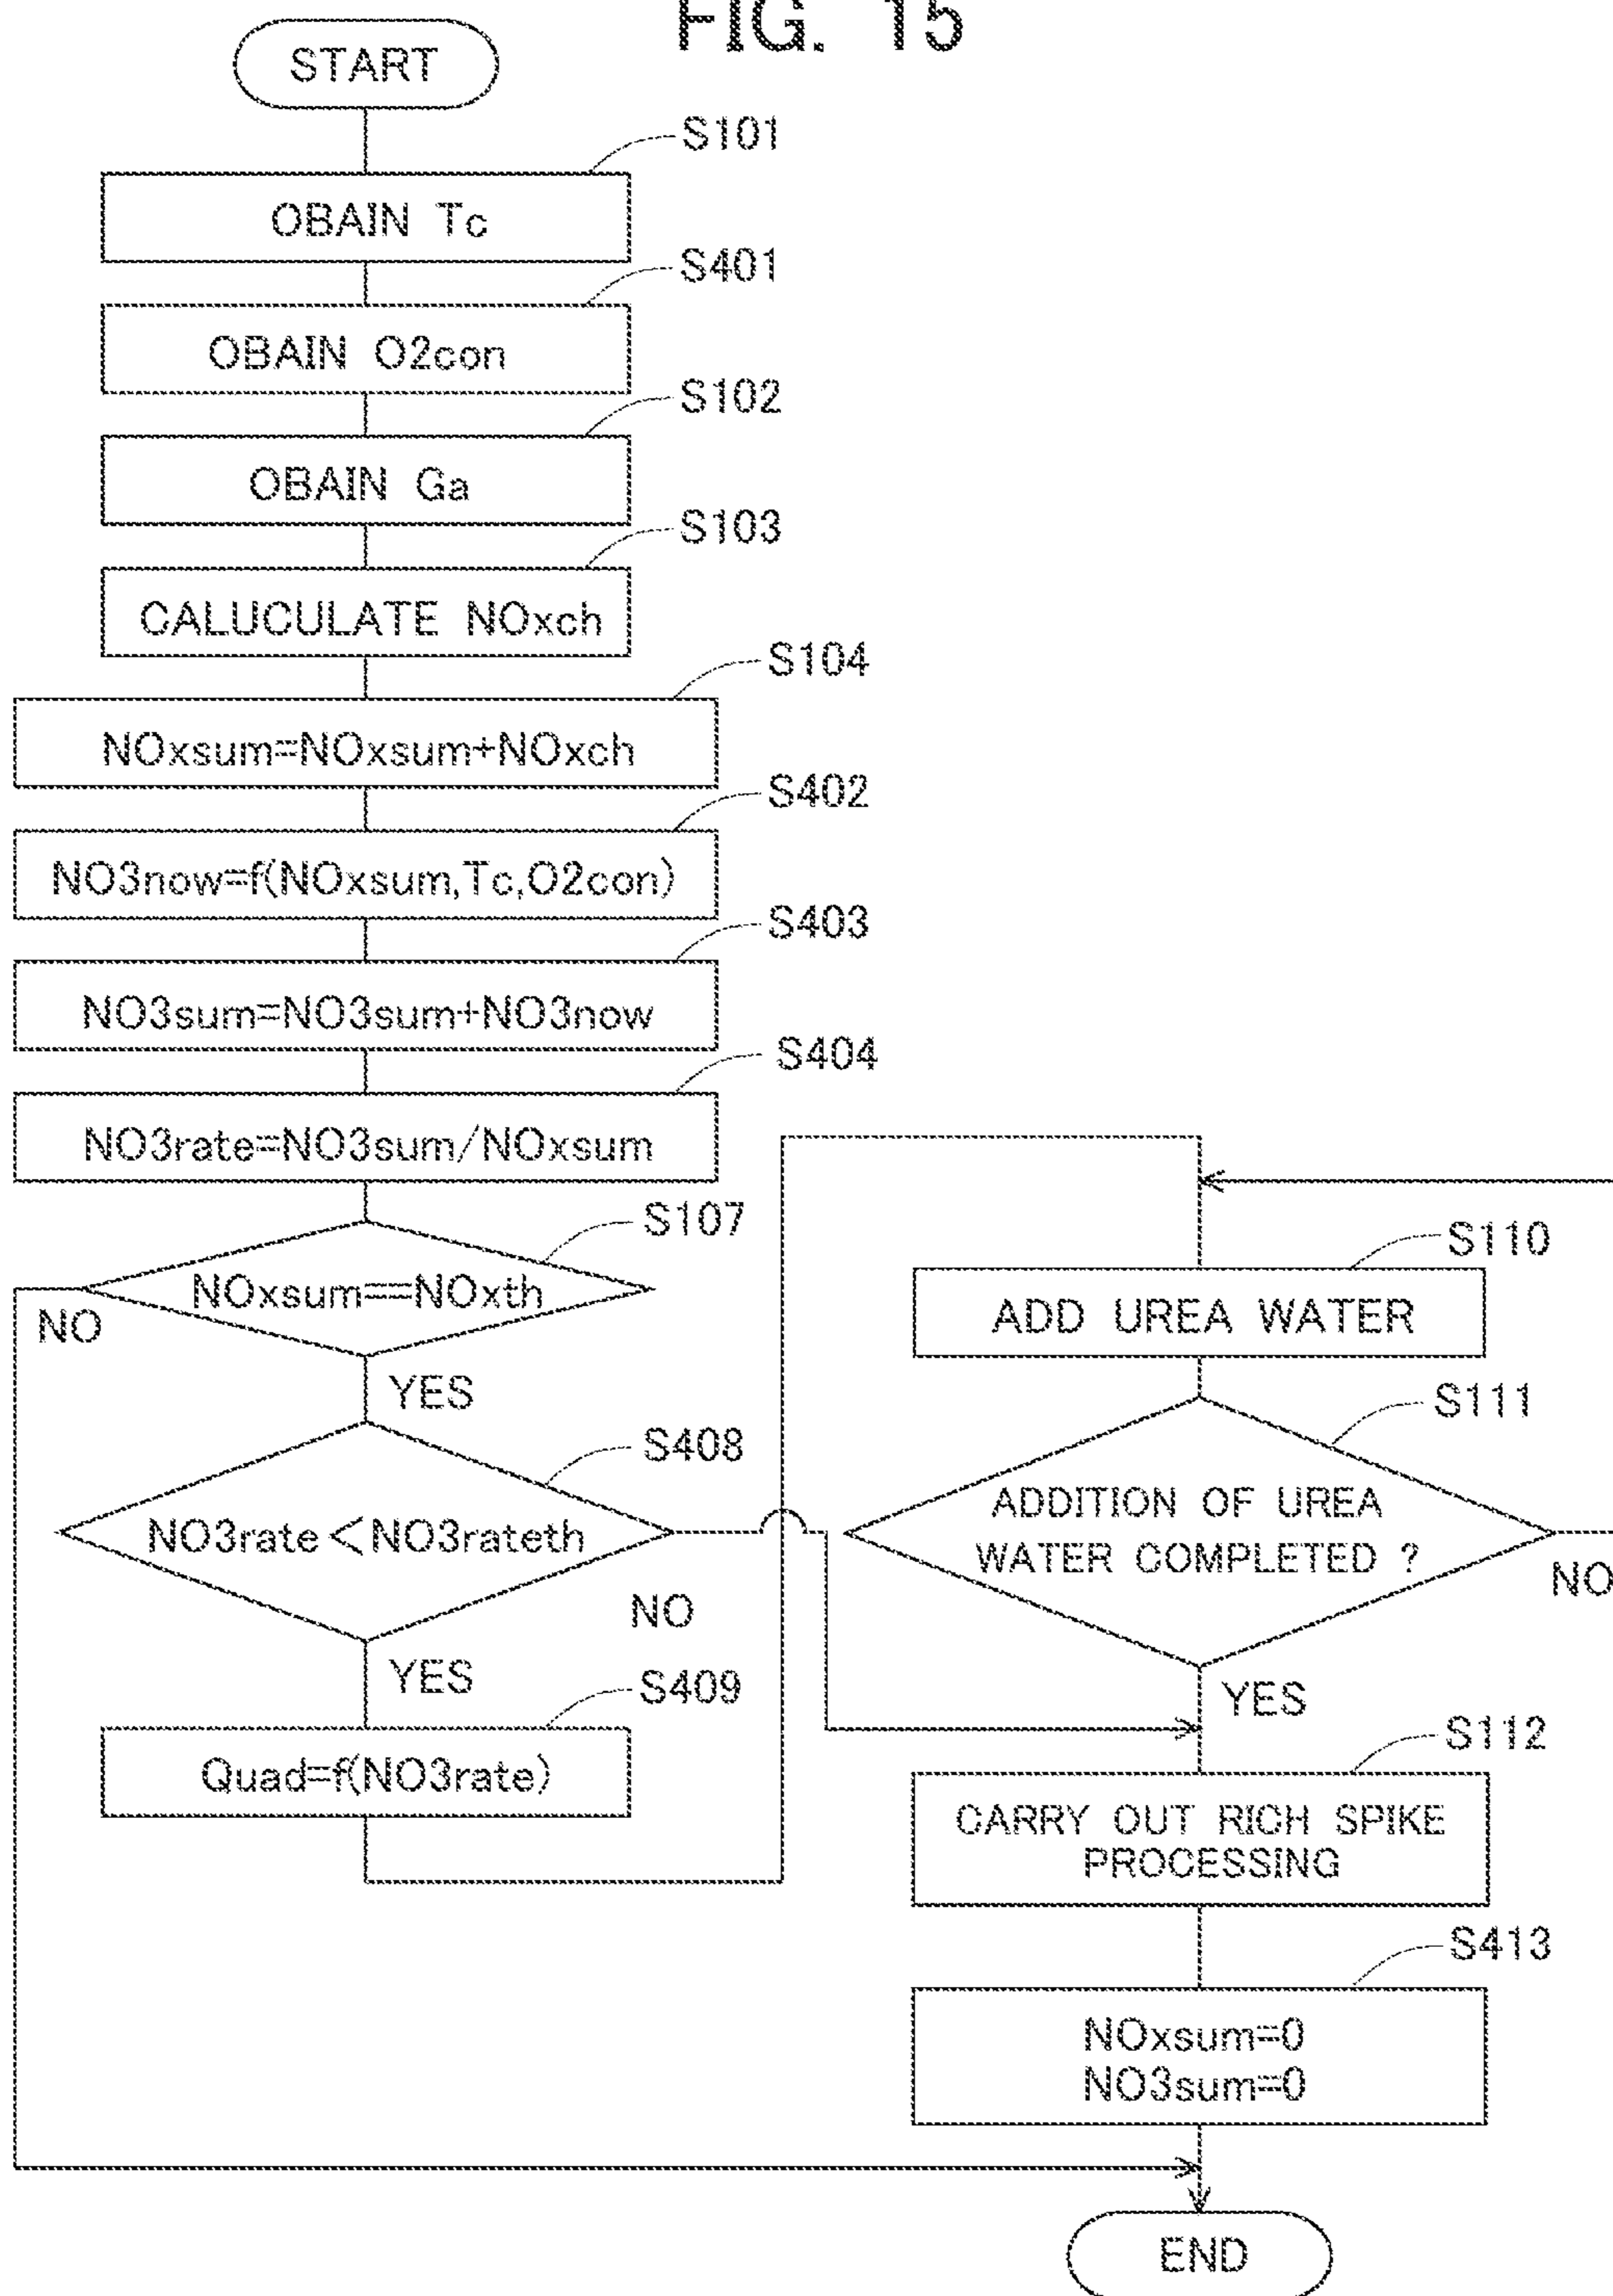 FIG. 15
START
S101
OBAIN Tc
S401
OBAIN O2con
S102
OBAIN Ga
S103
CALUCULATE NOxch
S104
NOxsum=NOxsum+NOxch
S402
NO3now=f(NOxsum,Tc,O2con)
S403
NO3sum=NO3sum+NO3now
S404
NO3rate=NO3sum/NOxsum
S107
NOxsum==NOxth
NO
YES
S408
NO3rate<NO3rateth
NO
YES
S409
Quad=f(NO3rate)
S110
ADD UREA WATER
S111
ADDITION OF UREA
WATER COMPLETED ?
NO
YES
S112
CARRY OUT RICH SPIKE
PROCESSING
S413
NOxsum=0
NO3sum=0
END